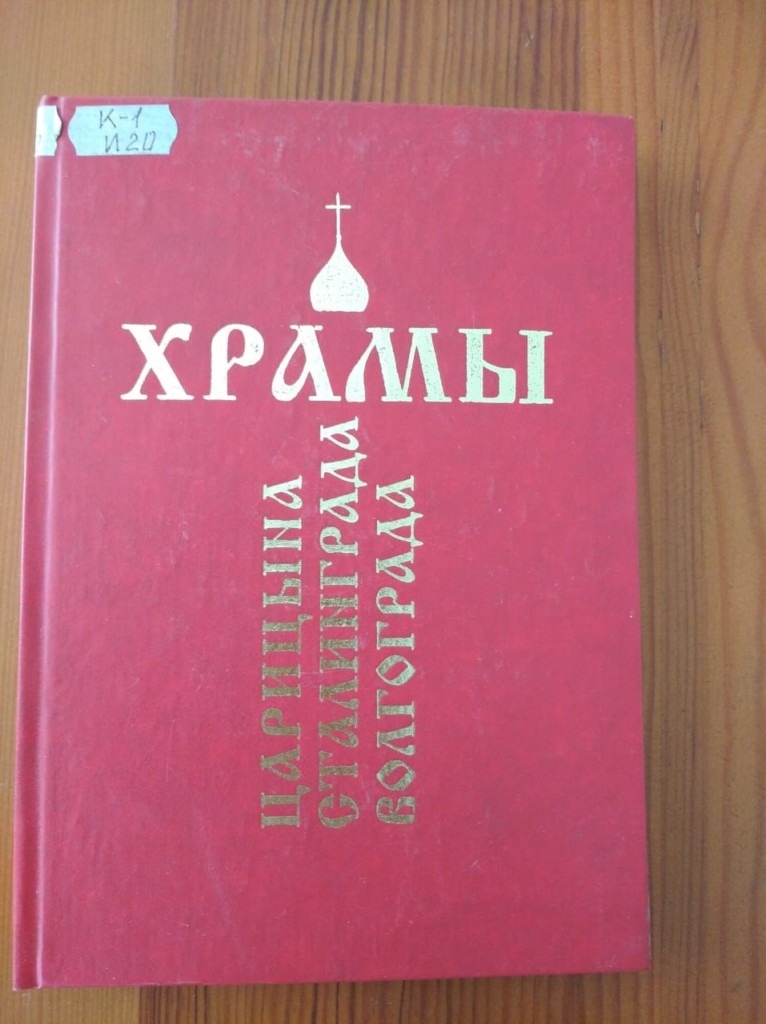 К-1
И20
ХРАМЫ
ЦАРИЦЫНА
СТАЛИНГРАДА
ВОЛГОГРАДА